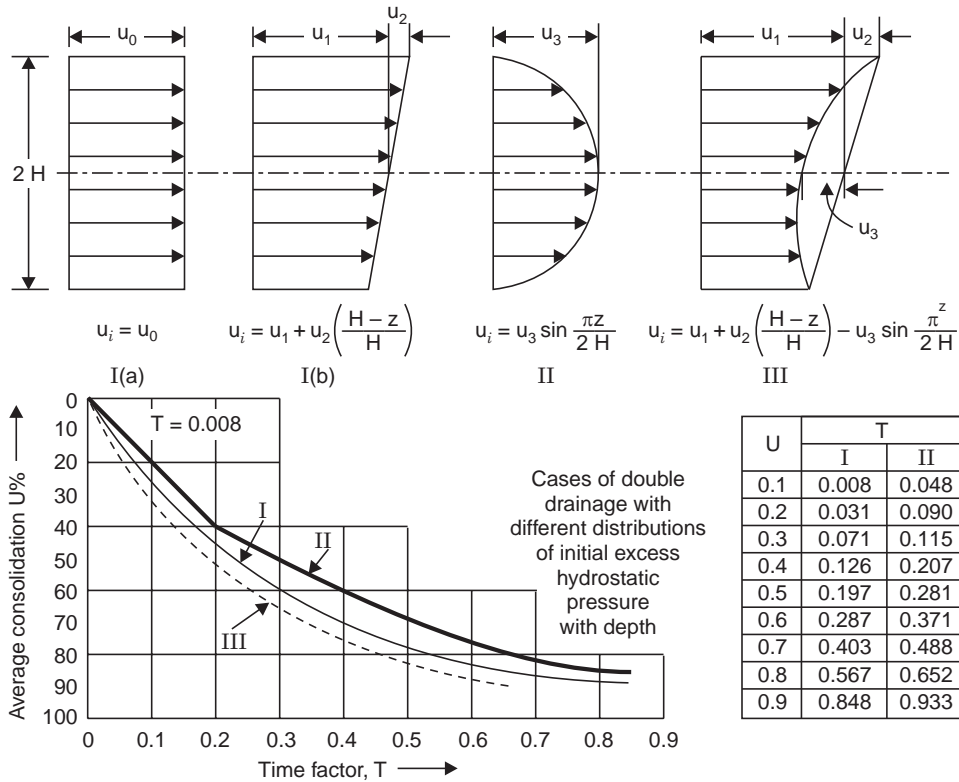 u₂
u₀ u₁ u₃ u₁ u₂
2 H
u₃
uᵢ = u₀
uᵢ = u₁ + u₂ (H – z / H)
uᵢ = u₃ sin πz / 2 H
uᵢ = u₁ + u₂ (H – z / H) – u₃ sin π^z / 2 H
I(a) I(b) II III
Average consolidation U%
0
10
20
30
40
50
60
70
80
90
100
T = 0.008
I
II
III
0 0.1 0.2 0.3 0.4 0.5 0.6 0.7 0.8 0.9
Time factor, T
Cases of double
drainage with
different distributions
of initial excess
hydrostatic
pressure
with depth
U T
I II
0.1 0.008 0.048
0.2 0.031 0.090
0.3 0.071 0.115
0.4 0.126 0.207
0.5 0.197 0.281
0.6 0.287 0.371
0.7 0.403 0.488
0.8 0.567 0.652
0.9 0.848 0.933